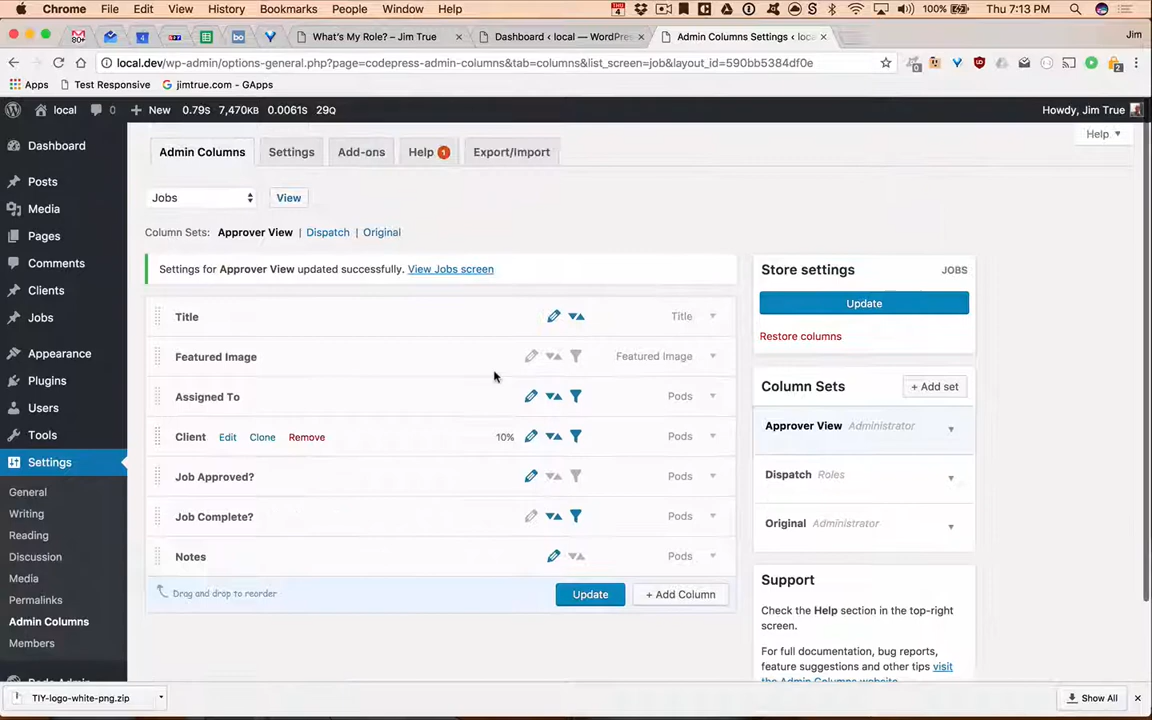 Chrome File Edit View History Bookmarks People Window Help 4 100% Thu 7:13 PM
80+ 4 bo What's My Role? – Jim True × Dashboard ‹ local — WordPress × Admin Columns Settings ‹ loca × Jim
local.dev/wp-admin/options-general.php?page=codepress-admin-columns&tab=columns&list_screen=job&layout_id=590bb5384df0e
Apps Test Responsive jimtrue.com - GApps
local 0 + New 0.79s 7,470KB 0.0061s 29Q Howdy, Jim True
Help
Dashboard
Posts
Media
Pages
Comments
Clients
Jobs
Appearance
Plugins
Users
Tools
Settings
General
Writing
Reading
Discussion
Media
Permalinks
Admin Columns
Members
Admin Columns Settings Add-ons Help 1 Export/Import
Jobs View
Column Sets: Approver View | Dispatch | Original
Settings for Approver View updated successfully. View Jobs screen
Title Title
Featured Image Featured Image
Assigned To Pods
Client Edit Clone Remove 10% Pods
Job Approved? Pods
Job Complete? Pods
Notes Pods
Drag and drop to reorder Update + Add Column
Store settings JOBS
Update
Restore columns
Column Sets + Add set
Approver View Administrator
Dispatch Roles
Original Administrator
Support
Check the Help section in the top-right
screen.
For full documentation, bug reports,
feature suggestions and other tips visit
the Admin Columns website
TIY-logo-white-png.zip Show All